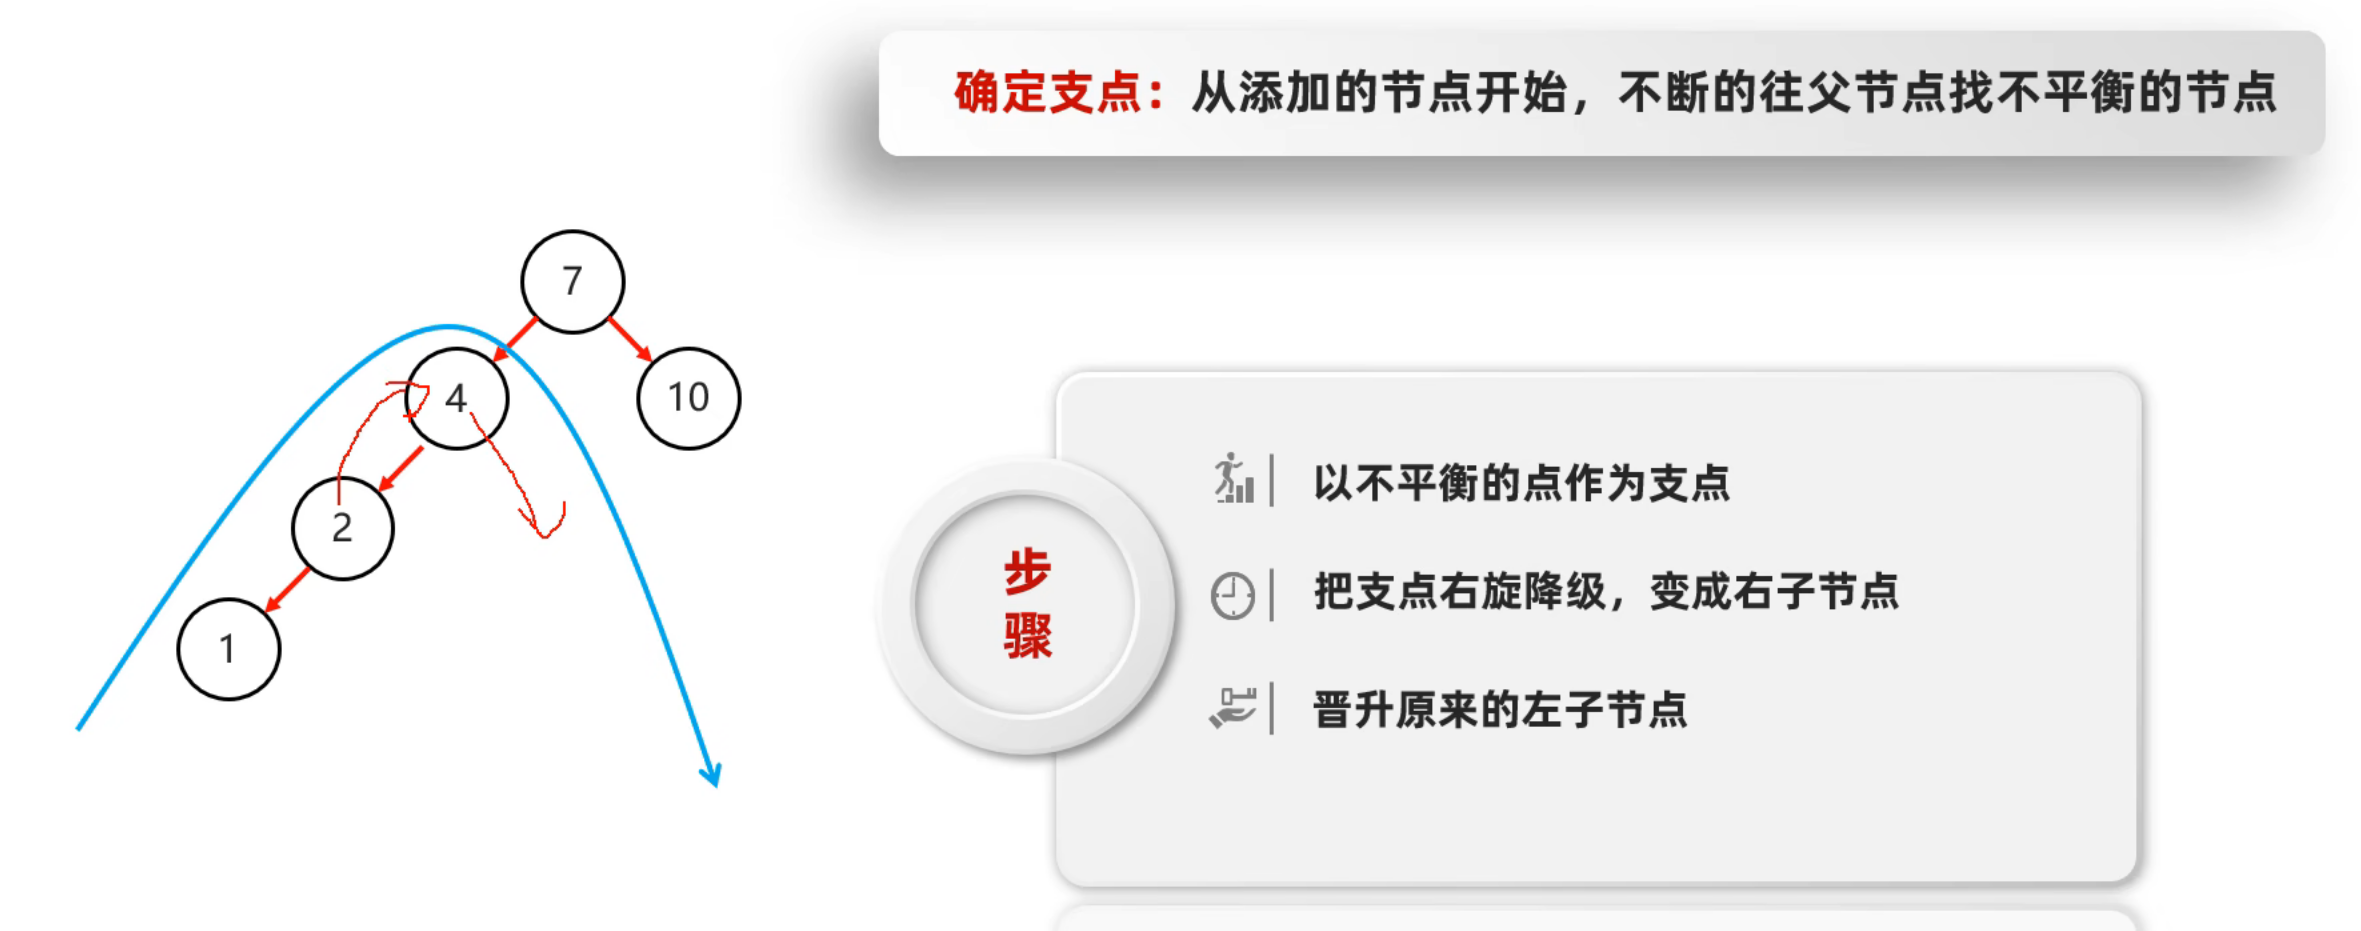 确定支点：从添加的节点开始，不断的往父节点找不平衡的节点
7
4
10
2
1
步
骤
以不平衡的点作为支点
把支点右旋降级，变成右子节点
晋升原来的左子节点